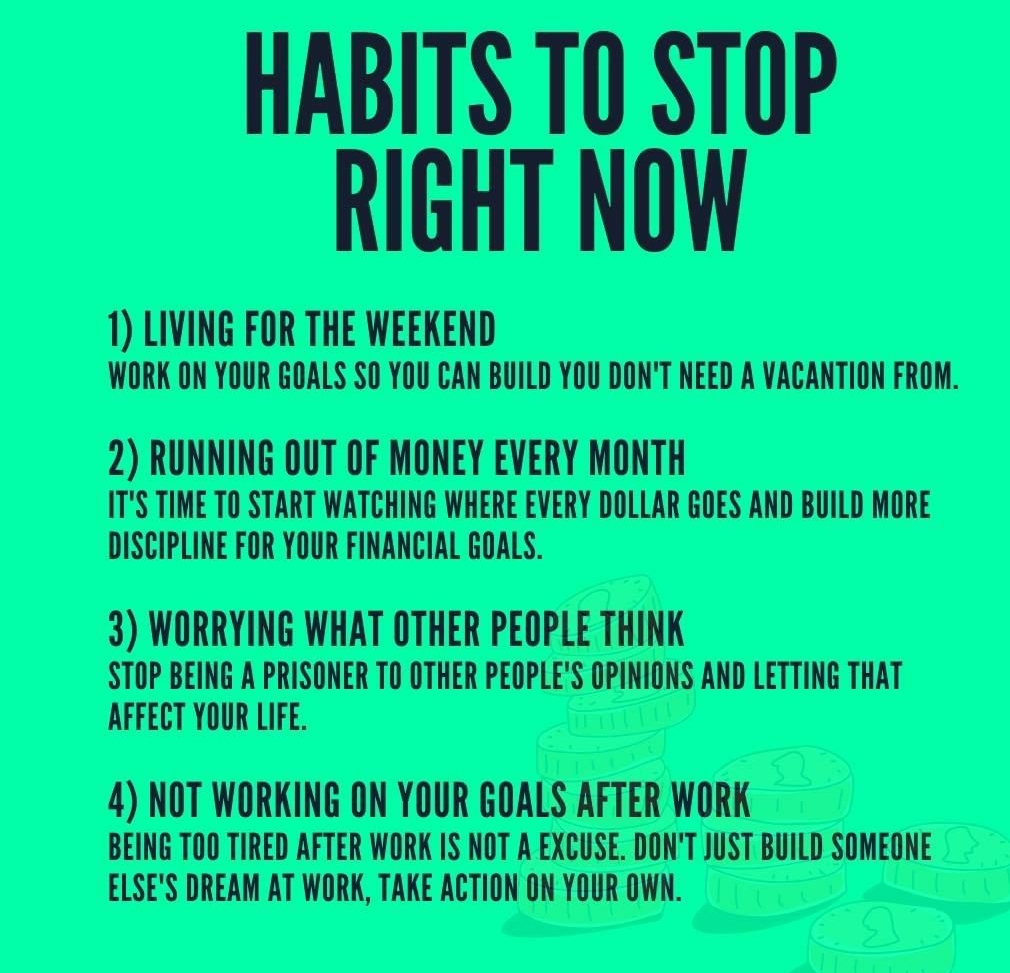 HABITS TO STOP
RIGHT NOW
1) LIVING FOR THE WEEKEND
WORK ON YOUR GOALS SO YOU CAN BUILD YOU DON'T NEED A VACANTION FROM.
2) RUNNING OUT OF MONEY EVERY MONTH
IT'S TIME TO START WATCHING WHERE EVERY DOLLAR GOES AND BUILD MORE
DISCIPLINE FOR YOUR FINANCIAL GOALS.
3) WORRYING WHAT OTHER PEOPLE THINK
STOP BEING A PRISONER TO OTHER PEOPLE'S OPINIONS AND LETTING THAT
AFFECT YOUR LIFE.
4) NOT WORKING ON YOUR GOALS AFTER WORK
BEING TOO TIRED AFTER WORK IS NOT A EXCUSE. DON'T JUST BUILD SOMEONE
ELSE'S DREAM AT WORK, TAKE ACTION ON YOUR OWN.